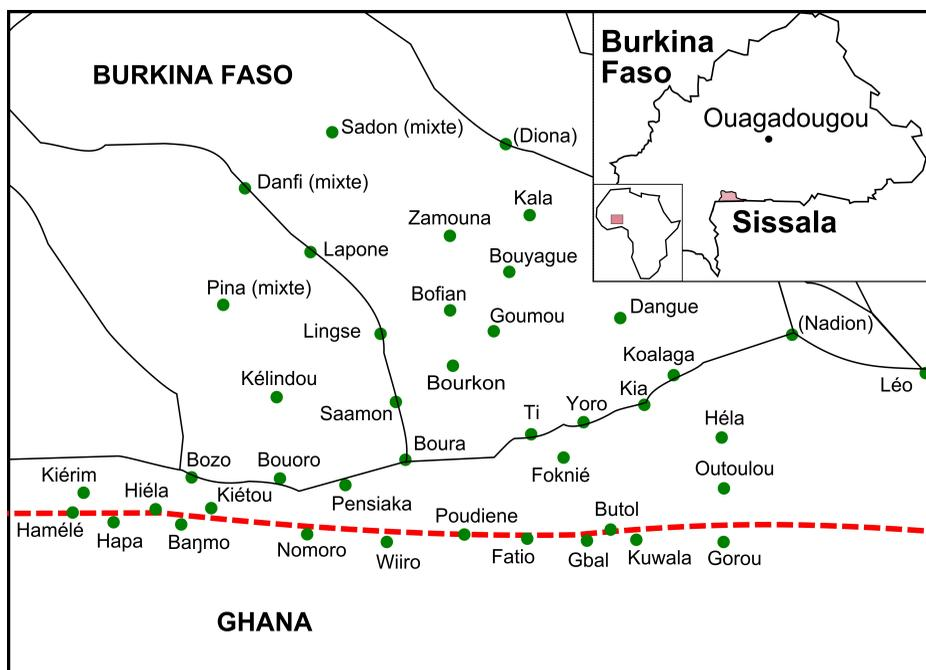 BURKINA FASO
Burkina
Faso
Ouagadougou
Sissala
Sadon (mixte)
(Diona)
Danfi (mixte)
Kala
Zamouna
Lapone
Bouyague
Pina (mixte)
Bofian
Goumou
Dangue
(Nadion)
Lingse
Koalaga
Léo
Kélindou
Bourkon
Kia
Saamon
Ti
Yoro
Héla
Boura
Bozo
Bouoro
Foknié
Outoulou
Kiérim
Hiéla
Kiétou
Pensiaka
Hamélé
Hapa
Baŋmo
Nomoro
Wiiro
Poudiene
Fatio
Butol
Gbal
Kuwala
Gorou
GHANA